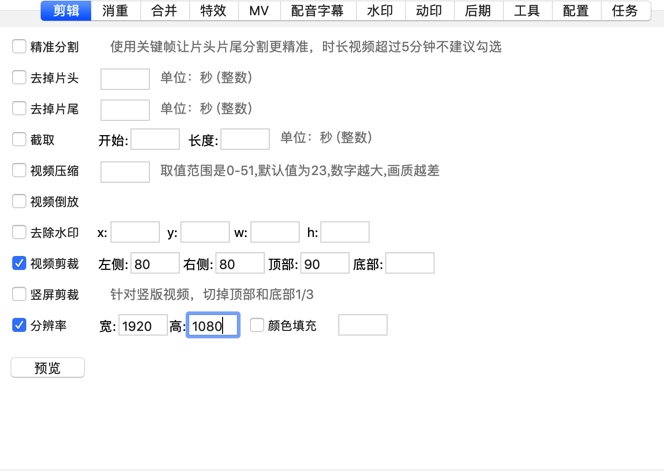 剪辑 消重 合并 特效 MV 配音字幕 水印 动印 后期 工具 配置 任务
精准分割 使用关键帧让片头片尾分割更精准，时长视频超过5分钟不建议勾选
去掉片头 单位：秒 (整数)
去掉片尾 单位：秒 (整数)
截取 开始: 长度: 单位：秒 (整数)
视频压缩 取值范围是0-51,默认值为23,数字越大,画质越差
视频倒放
去除水印 x: y: w: h:
视频剪裁 左侧: 80 右侧: 80 顶部: 90 底部:
竖屏剪裁 针对竖版视频，切掉顶部和底部1/3
分辨率 宽: 1920 高: 1080 颜色填充
预览